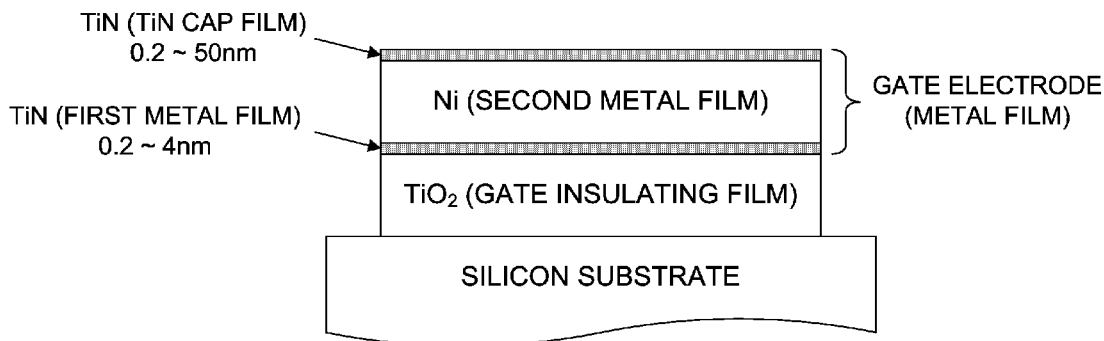 TiN (TiN CAP FILM)
0.2 ~ 50nm
Ni (SECOND METAL FILM)
GATE ELECTRODE
(METAL FILM)
TiN (FIRST METAL FILM)
0.2 ~ 4nm
TiO₂ (GATE INSULATING FILM)
SILICON SUBSTRATE